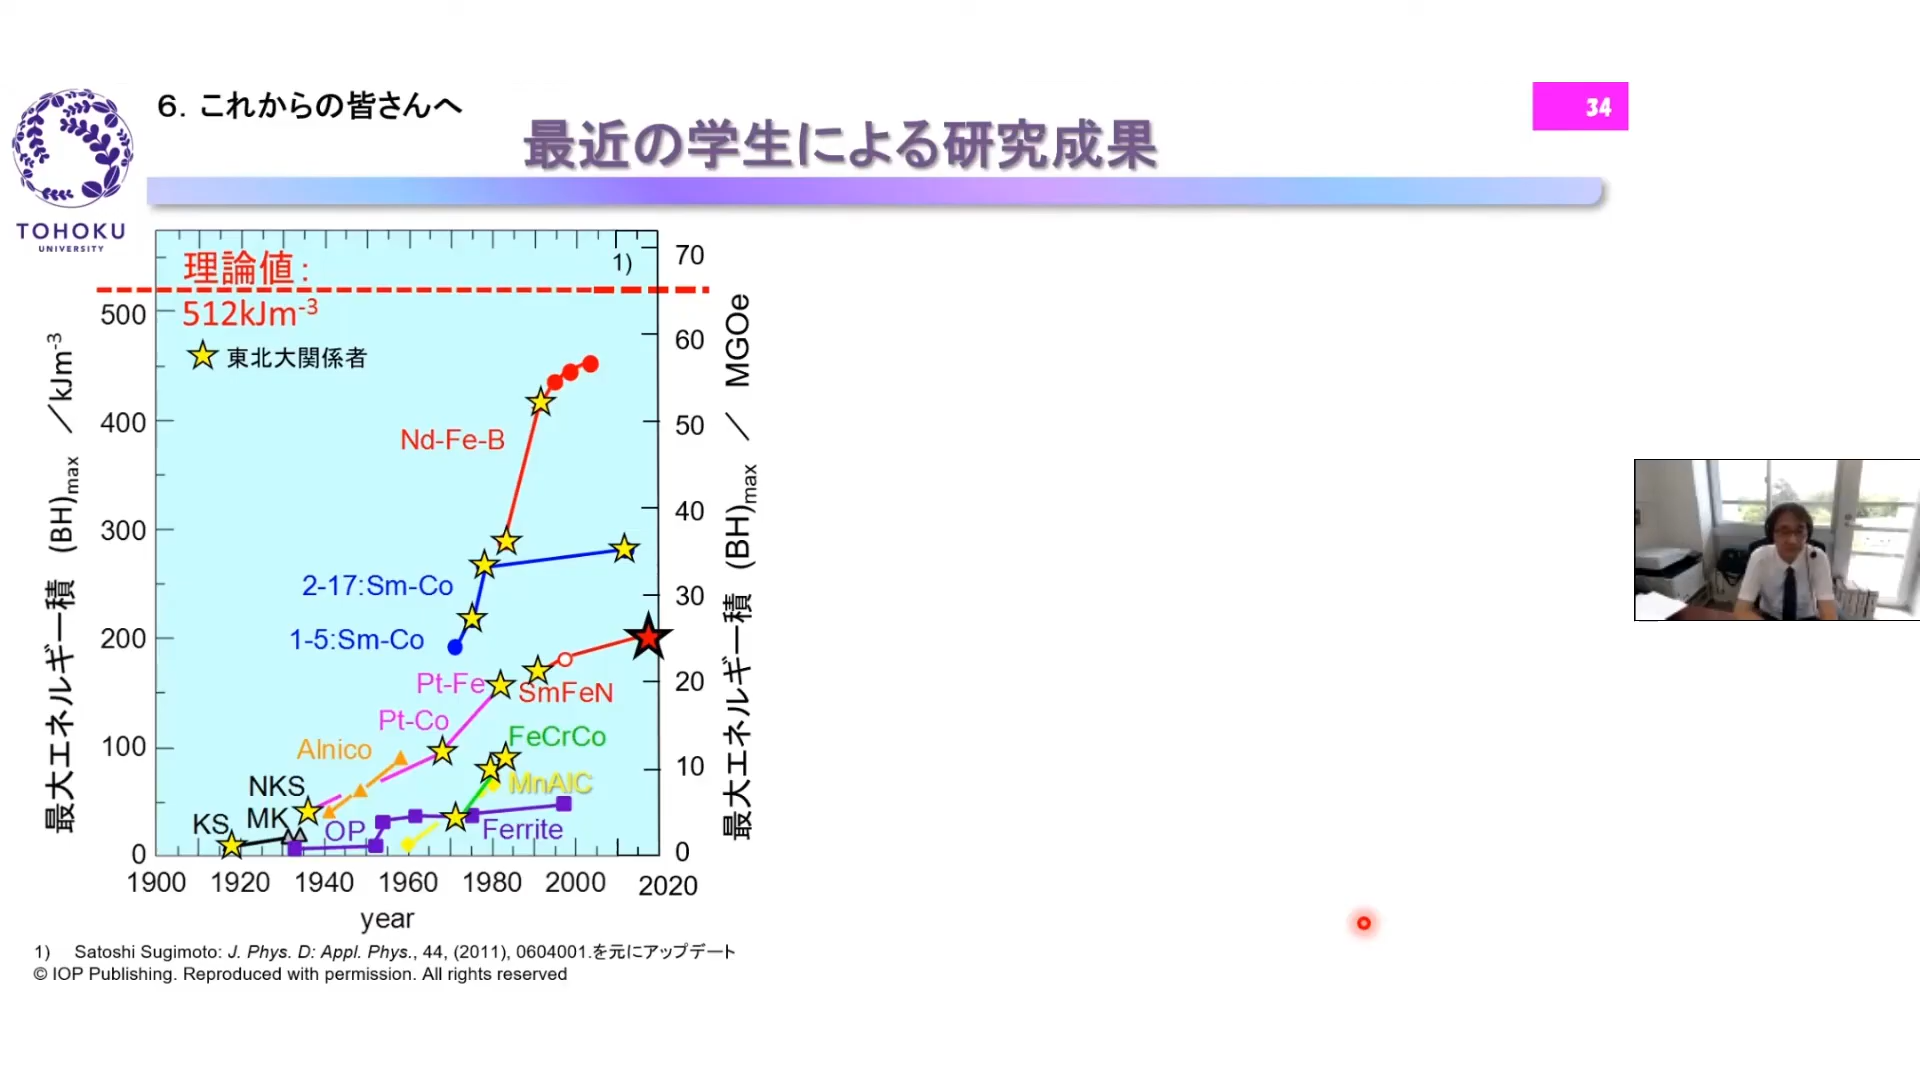 6. これからの皆さんへ
最近の学生による研究成果
34
TOHOKU
UNIVERSITY
理論値：
512kJm-3
東北大関係者
1)
Nd-Fe-B
2-17:Sm-Co
1-5:Sm-Co
Pt-Fe
SmFeN
Pt-Co
FeCrCo
Alnico
MnAlC
NKS
KS
MK
OP
Ferrite
最大エネルギー積 (BH)max ／kJm-3
500
400
300
200
100
0
70
60
50
40
30
20
10
0
最大エネルギー積 (BH)max ／ MGOe
1900 1920 1940 1960 1980 2000 2020
year
1) Satoshi Sugimoto: J. Phys. D: Appl. Phys., 44, (2011), 0604001.を元にアップデート
© IOP Publishing. Reproduced with permission. All rights reserved